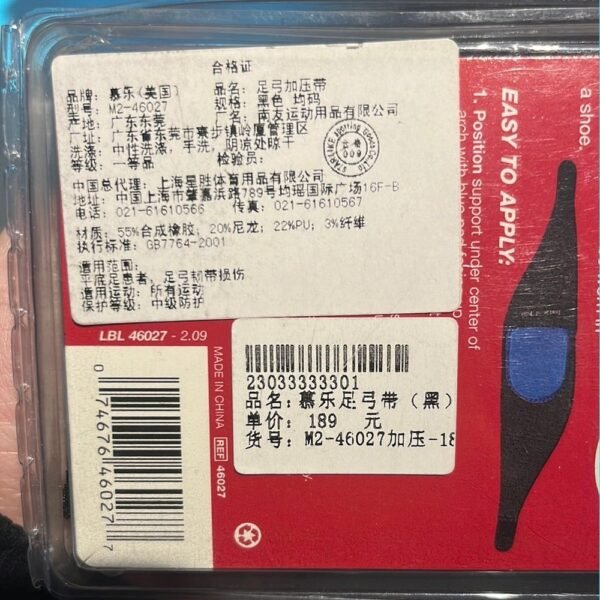 合格证
品牌：慕乐(美国) 品名：足弓加压带
型号：M2-46027 规格：黑色 均码
产地：广东东莞 厂名：南友运动用品有限公司
广东省东莞市寮步镇岭厦管理区
洗涤：中性洗涤，手洗，阴凉处晾干
等级：一等品 检验员：
中国总代理：上海星胜体育用品有限公司
地址：中国上海市肇嘉浜路789号均瑶国际广场16F-B
电话：021-61610566 传真：021-61610567
材质：55%合成橡胶；20%尼龙；22%PU；3%纤维
执行标准：GB7764-2001
适用范围：
平底足患者，足弓韧带损伤
适用运动：所有运动
保护等级：中级防护
LBL 46027 - 2.09
MADE IN CHINA REF 46027
0 74676 46027 7
23033333301
品名：慕乐足弓带（黑）
单价：189 元
货号：M2-46027加压-18
EASY TO APPLY:
1. Position support under center of
a shoe.